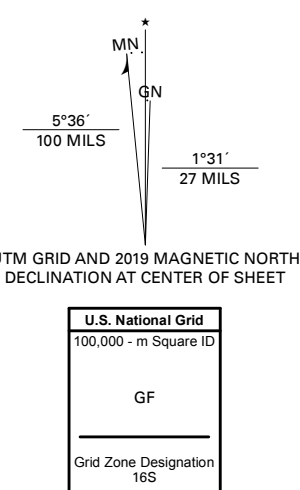 ★
MN
GN
5°36´
100 MILS
1°31´
27 MILS
UTM GRID AND 2019 MAGNETIC NORTH
DECLINATION AT CENTER OF SHEET
U.S. National Grid
100,000 - m Square ID
GF
Grid Zone Designation
16S